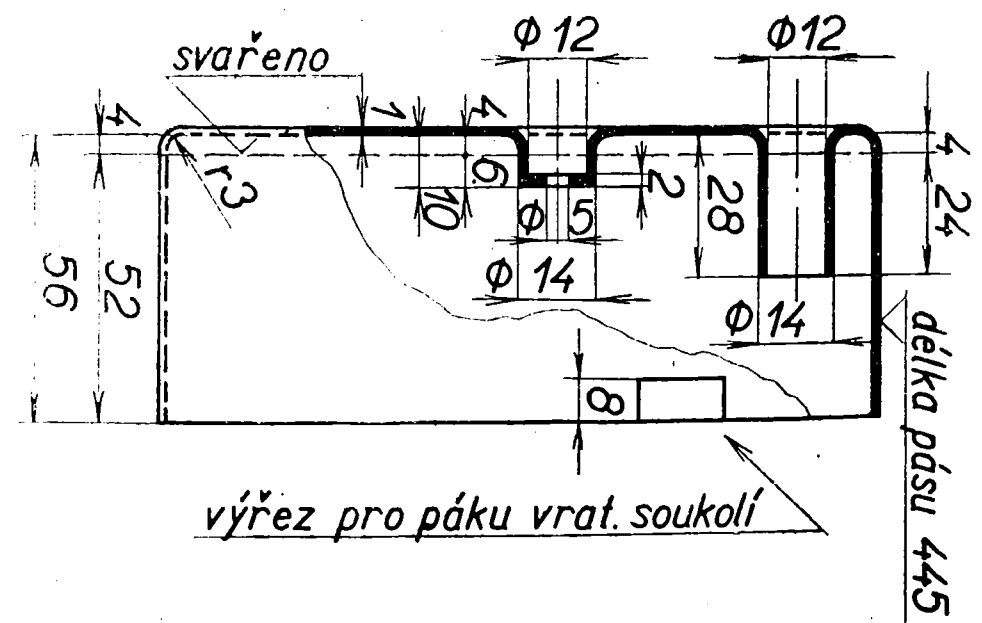 Φ 12
Φ12
svařeno
4
1
4
4
r3
6
10
2
28
24
Φ 5
Φ 14
Φ 14
56
52
8
délka pásu 445
výřez pro páku vrat. soukolí